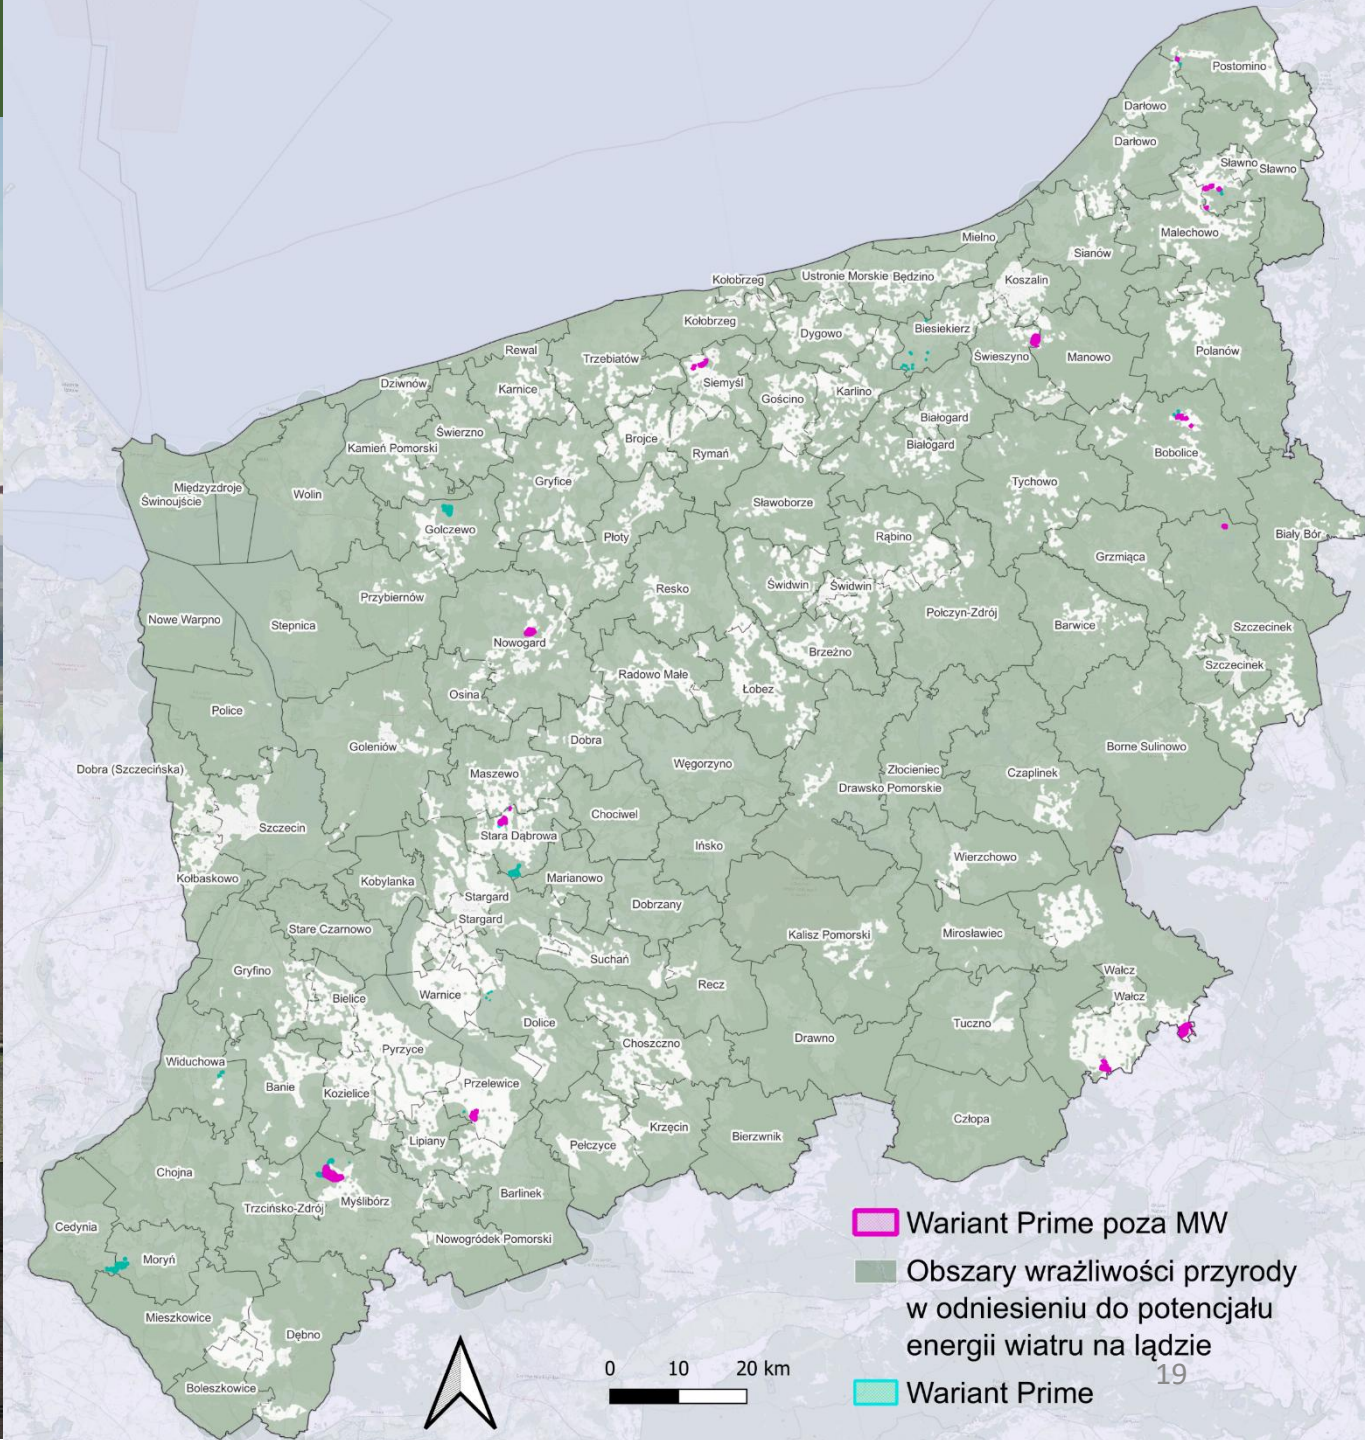 Postomino
Darłowo
Darłowo
Sławno
Sławno
Malechowo
Mielno
Sianów
Kołobrzeg
Ustronie Morskie
Będzino
Koszalin
Kołobrzeg
Dygowo
Biesiekierz
Świeszyno
Manowo
Polanów
Rewal
Trzebiatów
Dziwnów
Karnice
Siemyśl
Gościno
Karlino
Białogard
Białogard
Świerzno
Kamień Pomorski
Brojce
Rymań
Bobolice
Międzyzdroje
Świnoujście
Wolin
Gryfice
Tychowo
Sławoborze
Golczewo
Płoty
Rąbino
Biały Bór
Grzmiąca
Przybiernów
Resko
Świdwin
Świdwin
Połczyn-Zdrój
Barwice
Nowe Warpno
Stepnica
Szczecinek
Nowogard
Brzeżno
Szczecinek
Radowo Małe
Łobez
Osina
Police
Goleniów
Dobra
Borne Sulinowo
Węgorzyno
Złocieniec
Czaplinek
Dobra (Szczecińska)
Maszewo
Drawsko Pomorskie
Chociwel
Szczecin
Stara Dąbrowa
Ińsko
Wierzchowo
Kołbaskowo
Kobylanka
Marianowo
Stargard
Dobrzany
Stargard
Stare Czarnowo
Kalisz Pomorski
Mirosławiec
Suchań
Gryfino
Wałcz
Recz
Warnice
Bielice
Wałcz
Dolice
Tuczno
Drawno
Choszczno
Pyrzyce
Widuchowa
Banie
Kozielice
Przelewice
Człopa
Krzęcin
Bierzwnik
Lipiany
Pełczyce
Chojna
Barlinek
Myślibórz
Trzcińsko-Zdrój
Cedynia
Nowogródek Pomorski
Moryń
Mieszkowice
Dębno
Boleszkowice
Wariant Prime poza MW
Obszary wrażliwości przyrody
w odniesieniu do potencjału
energii wiatru na lądzie
Wariant Prime
0 10 20 km
19